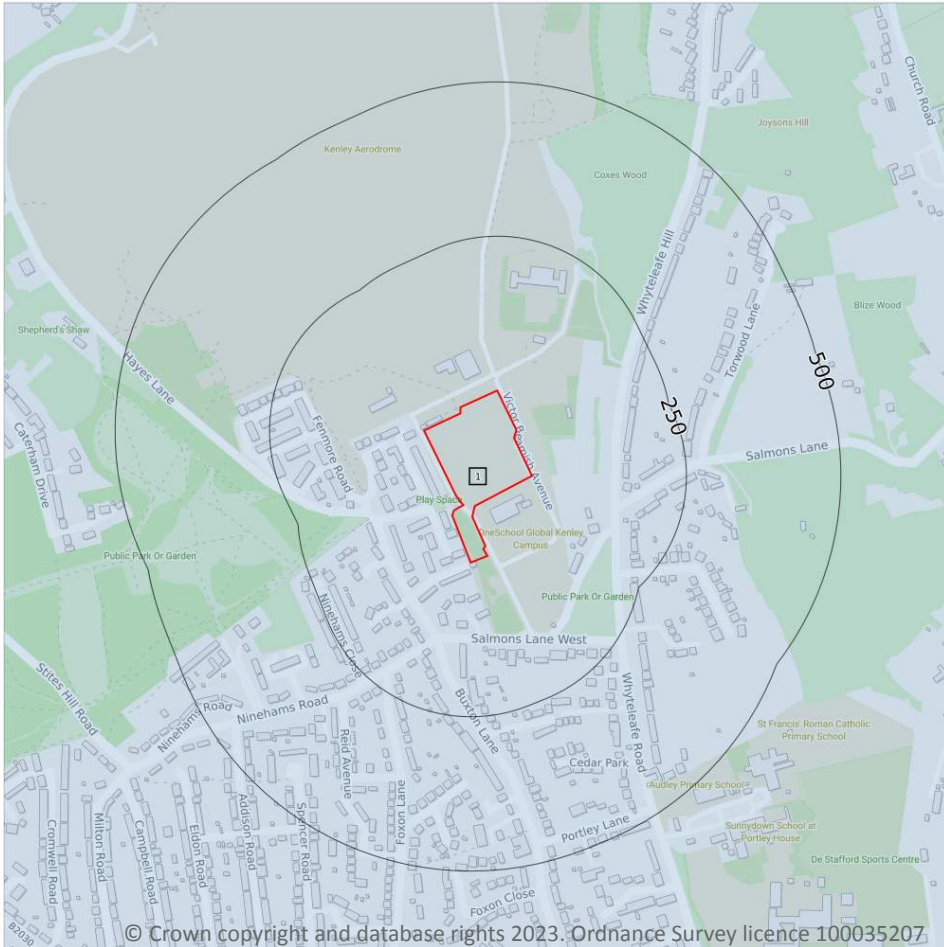 Church Road
Joysons Hill
Kenley Aerodrome
Coxes Wood
Whyteleafe Hill
Blize Wood
Shepherd's Shaw
Hayes Lane
Torwood Lane
500
250
Victor Beamish Avenue
Caterham Drive
Fenmore Road
Salmons Lane
1
Play Space
OneSchool Global Kenley
Campus
Public Park Or Garden
Public Park Or Garden
Ninehams Close
Salmons Lane West
Stites Hill Road
Ninehams Road
Ninehams Road
Buxton Lane
Whyteleafe Road
St Francis' Roman Catholic
Primary School
Reid Avenue
Cedar Park
Audley Primary School
Foxon Lane
Portley Lane
Sunnydown School at
Portley House
Cromwell Road
Milton Road
Campbell Road
Eldon Road
Addison Road
Spencer Road
De Stafford Sports Centre
Foxon Close
B2030
© Crown copyright and database rights 2023. Ordnance Survey licence 100035207